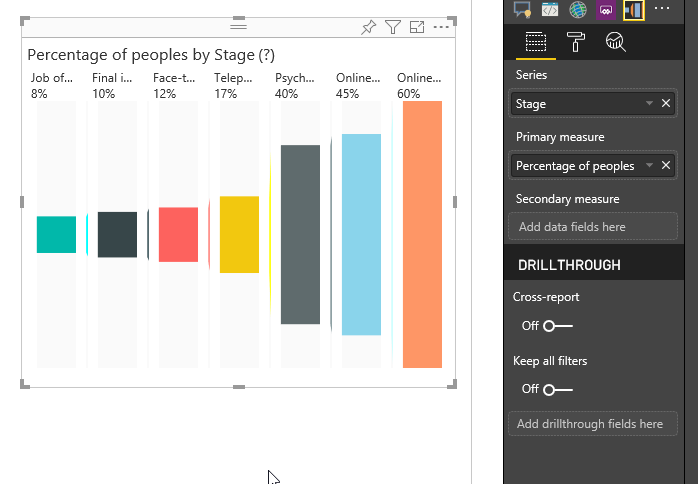 Percentage of peoples by Stage (?)
Job of... Final i... Face-t... Telep... Psych... Online... Online...
8% 10% 12% 17% 40% 45% 60%
Series
Stage
Primary measure
Percentage of peoples
Secondary measure
Add data fields here
DRILLTHROUGH
Cross-report
Off
Keep all filters
Off
Add drillthrough fields here